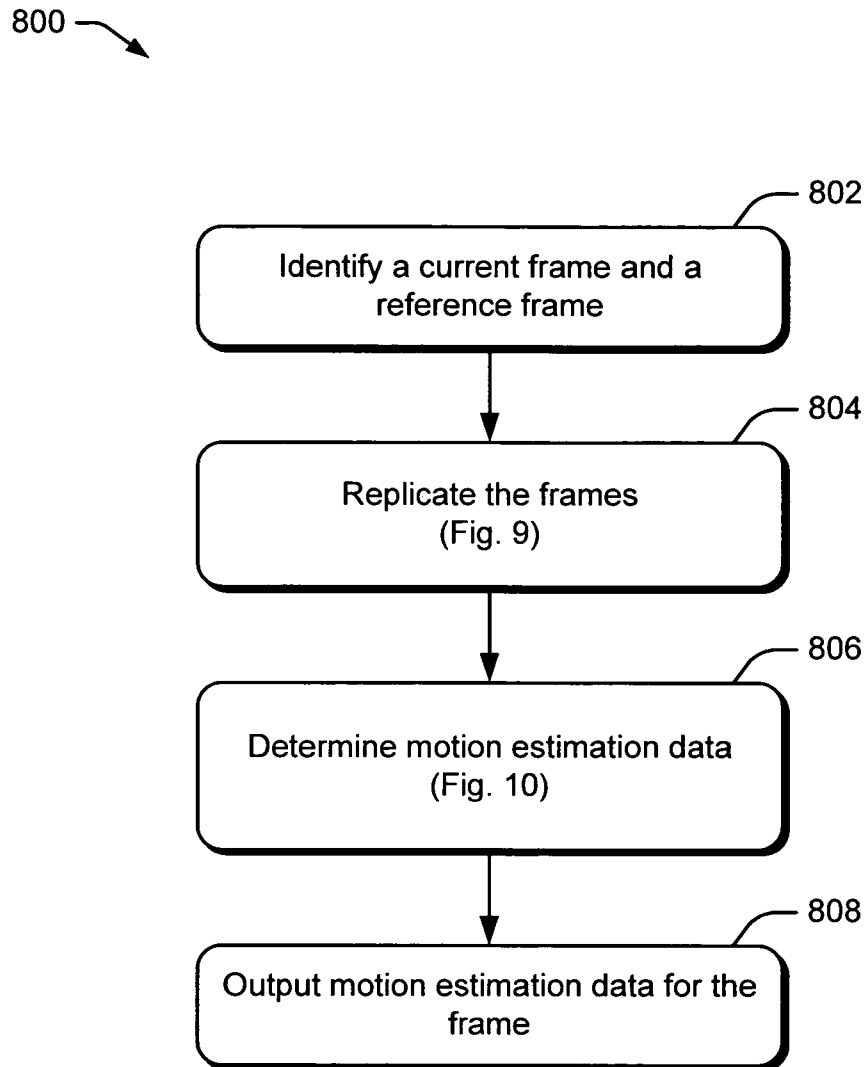 800
802
Identify a current frame and a
reference frame
804
Replicate the frames
(Fig. 9)
806
Determine motion estimation data
(Fig. 10)
808
Output motion estimation data for the
frame